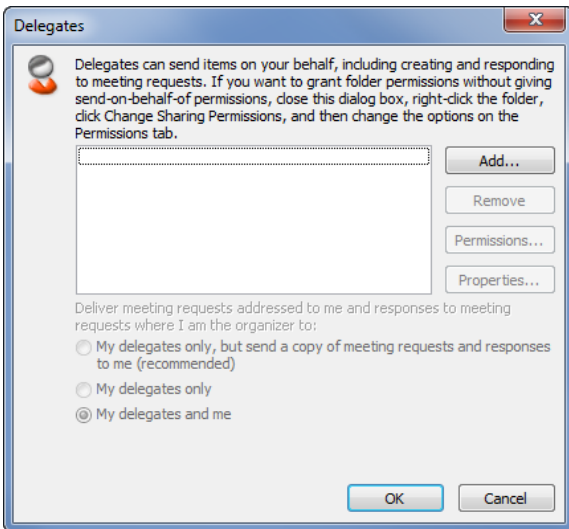 Delegates
Delegates can send items on your behalf, including creating and responding
to meeting requests. If you want to grant folder permissions without giving
send-on-behalf-of permissions, close this dialog box, right-click the folder,
click Change Sharing Permissions, and then change the options on the
Permissions tab.
Add...
Remove
Permissions...
Properties...
Deliver meeting requests addressed to me and responses to meeting
requests where I am the organizer to:
My delegates only, but send a copy of meeting requests and responses
to me (recommended)
My delegates only
My delegates and me
OK
Cancel